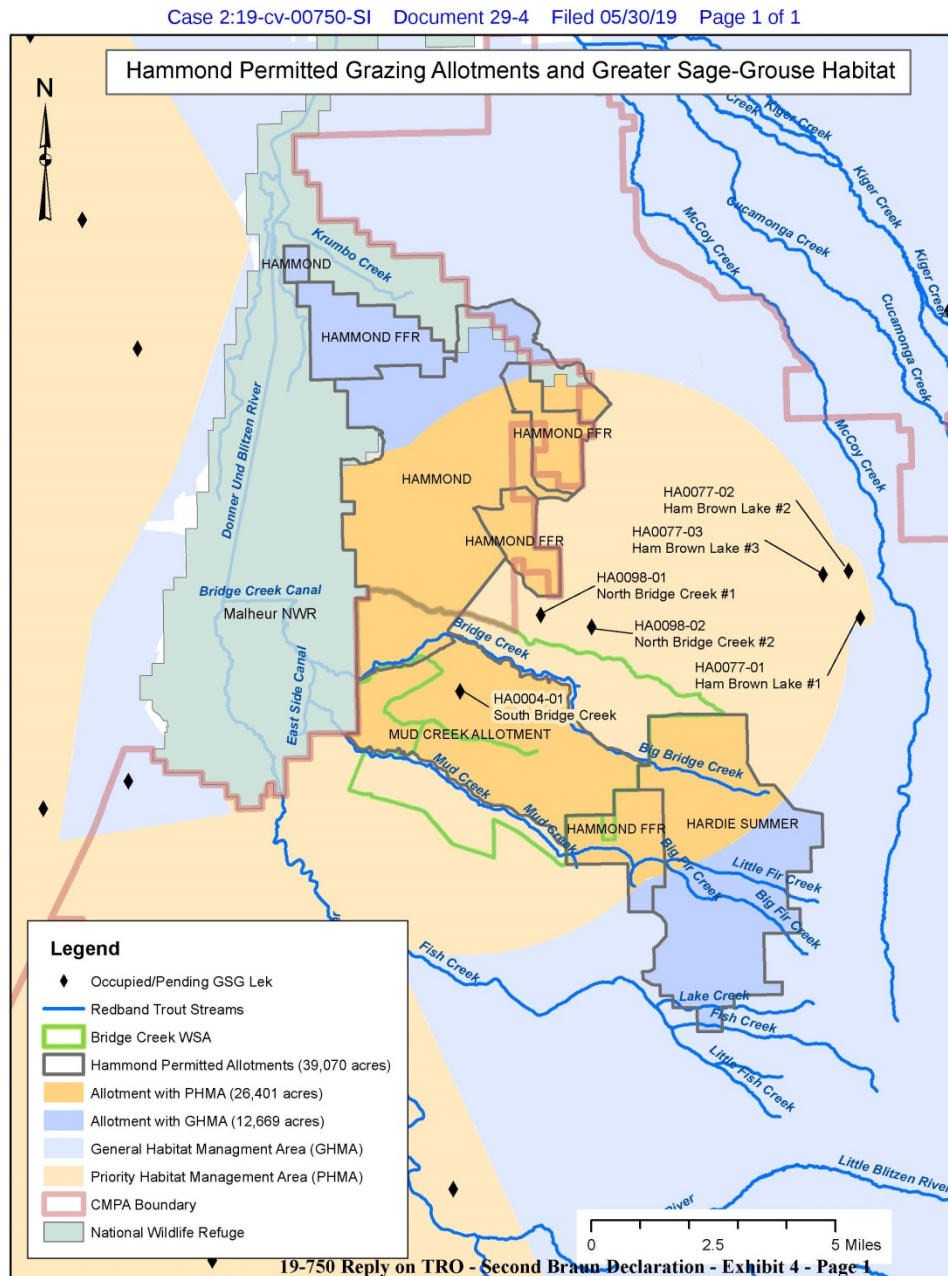 Case 2:19-cv-00750-SI Document 29-4 Filed 05/30/19 Page 1 of 1
Hammond Permitted Grazing Allotments and Greater Sage-Grouse Habitat
N
Creek
Creek
Kiger Creek
Kiger Creek
Kiger Creek
Cucamonga Creek
Cucamonga Creek
McCoy Creek
McCoy Creek
Krumbo Creek
HAMMOND
HAMMOND FFR
Donner Und Blitzen River
HAMMOND FFR
HAMMOND
HAMMOND FFR
HA0077-02
Ham Brown Lake #2
HA0077-03
Ham Brown Lake #3
HA0098-01
North Bridge Creek #1
HA0098-02
North Bridge Creek #2
HA0077-01
Ham Brown Lake #1
Bridge Creek Canal
Malheur NWR
Bridge Creek
East Side Canal
HA0004-01
South Bridge Creek
MUD CREEK ALLOTMENT
Mud Creek
Mud Creek
Big Bridge Creek
HAMMOND FFR
HARDIE SUMMER
Big Fir Creek
Little Fir Creek
Big Fir Creek
Fish Creek
Lake Creek
Fish Creek
Little Fish Creek
Little Blitzen River
River
Legend
Occupied/Pending GSG Lek
Redband Trout Streams
Bridge Creek WSA
Hammond Permitted Allotments (39,070 acres)
Allotment with PHMA (26,401 acres)
Allotment with GHMA (12,669 acres)
General Habitat Managment Area (GHMA)
Priority Habitat Management Area (PHMA)
CMPA Boundary
National Wildlife Refuge
0 2.5 5 Miles
19-750 Reply on TRO - Second Braun Declaration - Exhibit 4 - Page 1